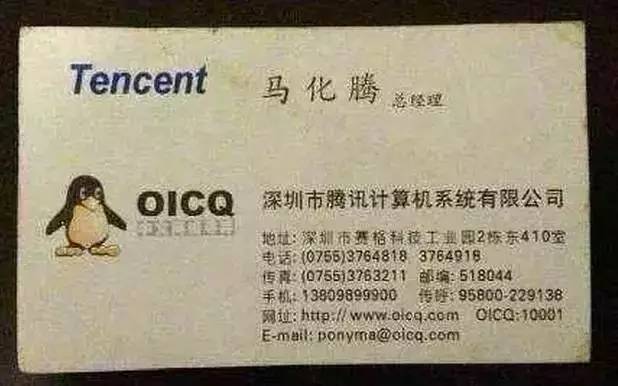 Tencent
马化腾 总经理
OICQ
深圳市腾讯计算机系统有限公司
地址: 深圳市赛格科技工业园2栋东410室
电话: (0755)3764818 3764918
传真: (0755)3763211 邮编: 518044
手机: 13809899900 传呼: 95800-229138
网址: http://www.oicq.com OICQ:10001
E-mail: ponyma@oicq.com